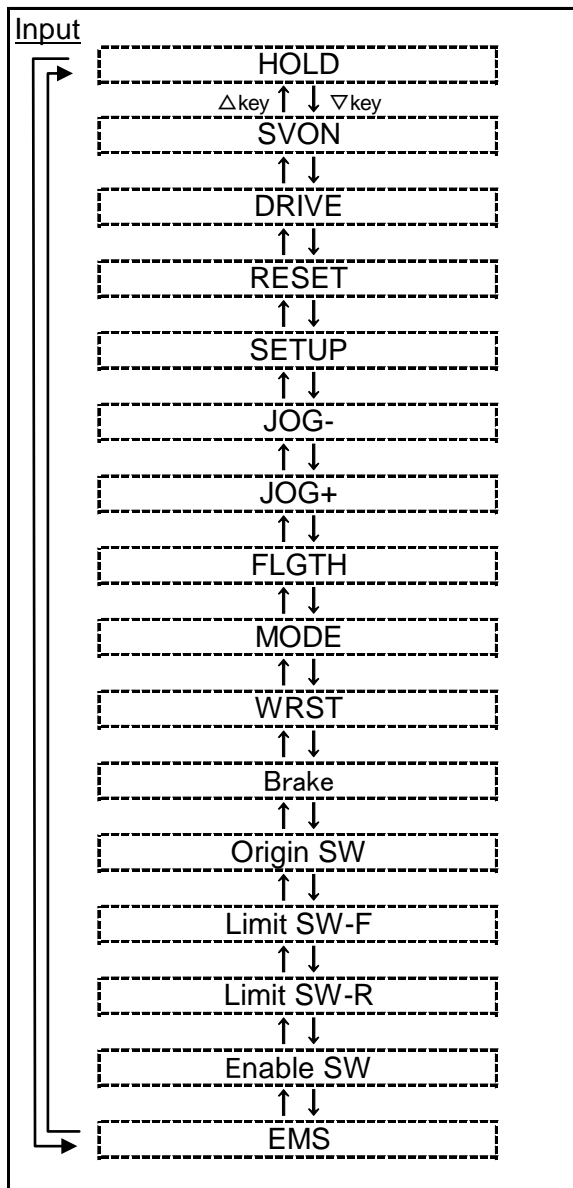 Input
HOLD
△key ▽key
SVON
DRIVE
RESET
SETUP
JOG-
JOG+
FLGTH
MODE
WRST
Brake
Origin SW
Limit SW-F
Limit SW-R
Enable SW
EMS